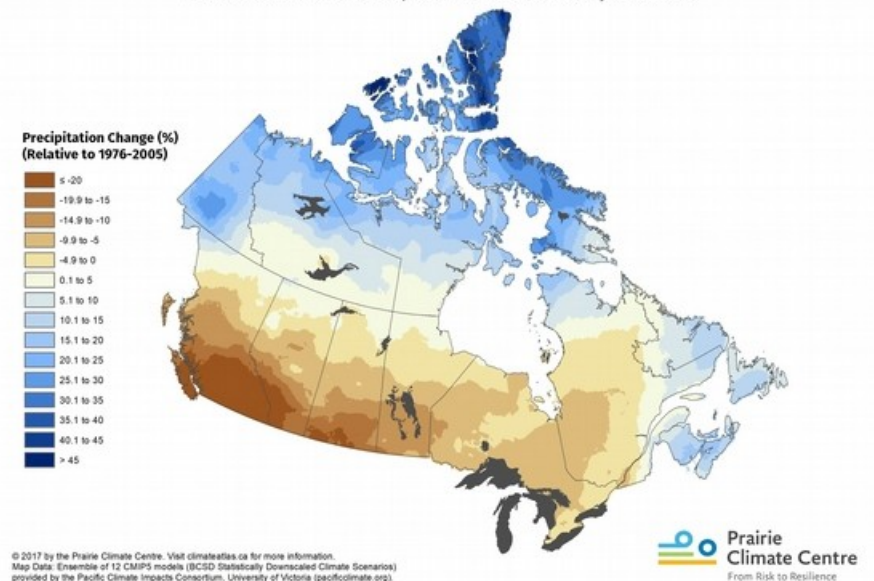 Precipitation Change (%)
(Relative to 1976-2005)
≤ -20
-19.9 to -15
-14.9 to -10
-9.9 to -5
-4.9 to 0
0.1 to 5
5.1 to 10
10.1 to 15
15.1 to 20
20.1 to 25
25.1 to 30
30.1 to 35
35.1 to 40
40.1 to 45
> 45
© 2017 by the Prairie Climate Centre. Visit climateatlas.ca for more information.
Map Data: Ensemble of 12 CMIP5 models (BCSD Statistically Downscaled Climate Scenarios)
provided by the Pacific Climate Impacts Consortium, University of Victoria (pacificclimate.org).
Prairie
Climate Centre
From Risk to Resilience